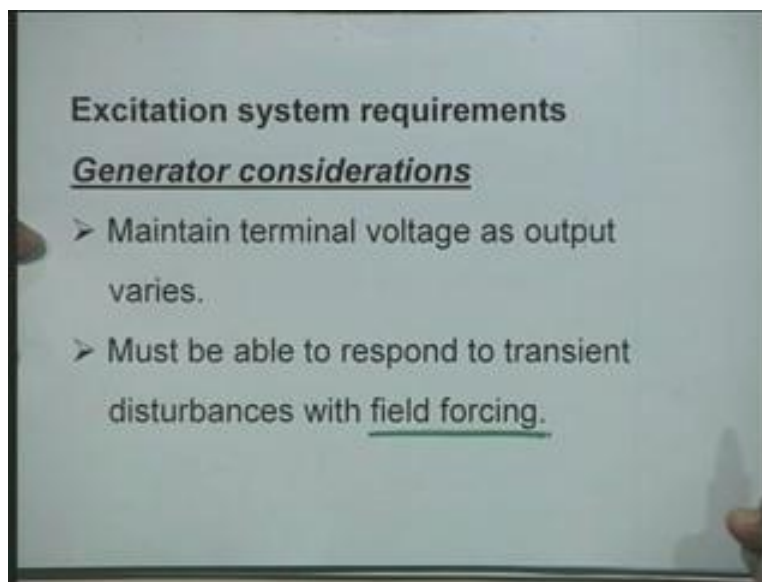 Excitation system requirements
Generator considerations
➤ Maintain terminal voltage as output
varies.
➤ Must be able to respond to transient
disturbances with field forcing.